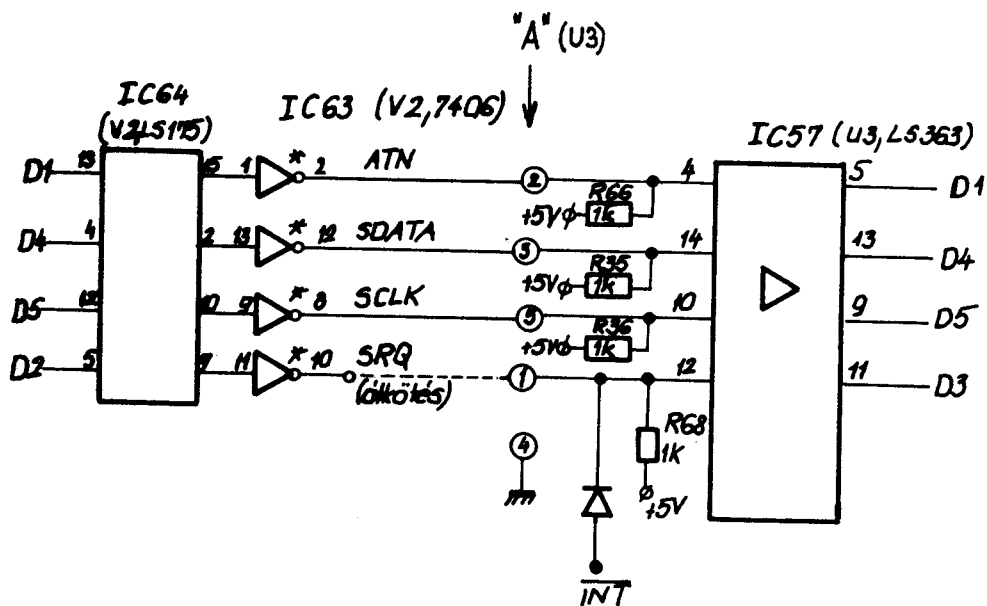 "A" (U3)
IC64
(V2,LS175)
IC63 (V2,7406)
IC57 (U3,LS363)
D1 13 15 1 * 2 ATN 2 4 5 D1
R66
+5V 1k
D4 4 2 13 * 12 SDATA 3 14 13 D4
R35
+5V 1k
D5 12 10 9 * 8 SCLK 5 10 9 D5
R36
+5V 1k
D2 5 7 11 * 10 SRQ 1 12 11 D3
(átkötés)
R68
1K
4
+5V
INT